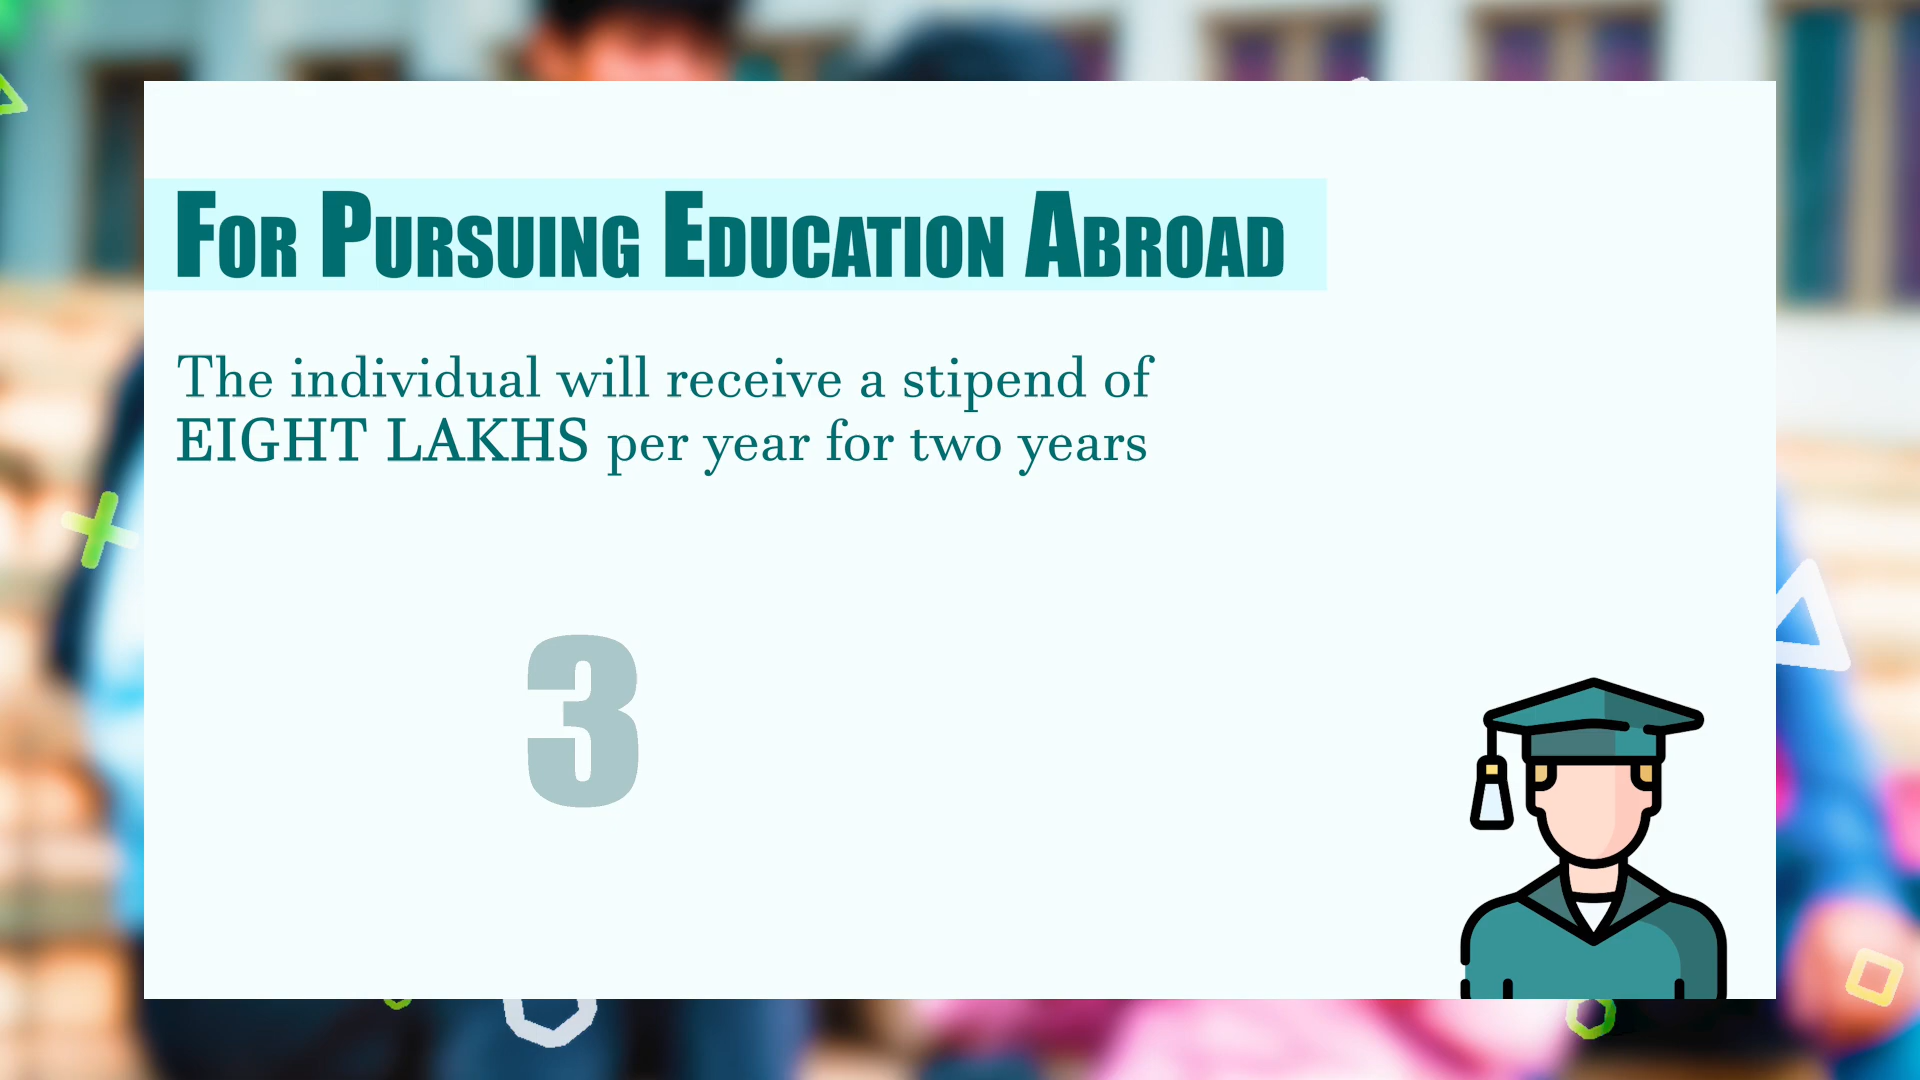 For Pursuing Education Abroad
The individual will receive a stipend of
EIGHT LAKHS per year for two years
3